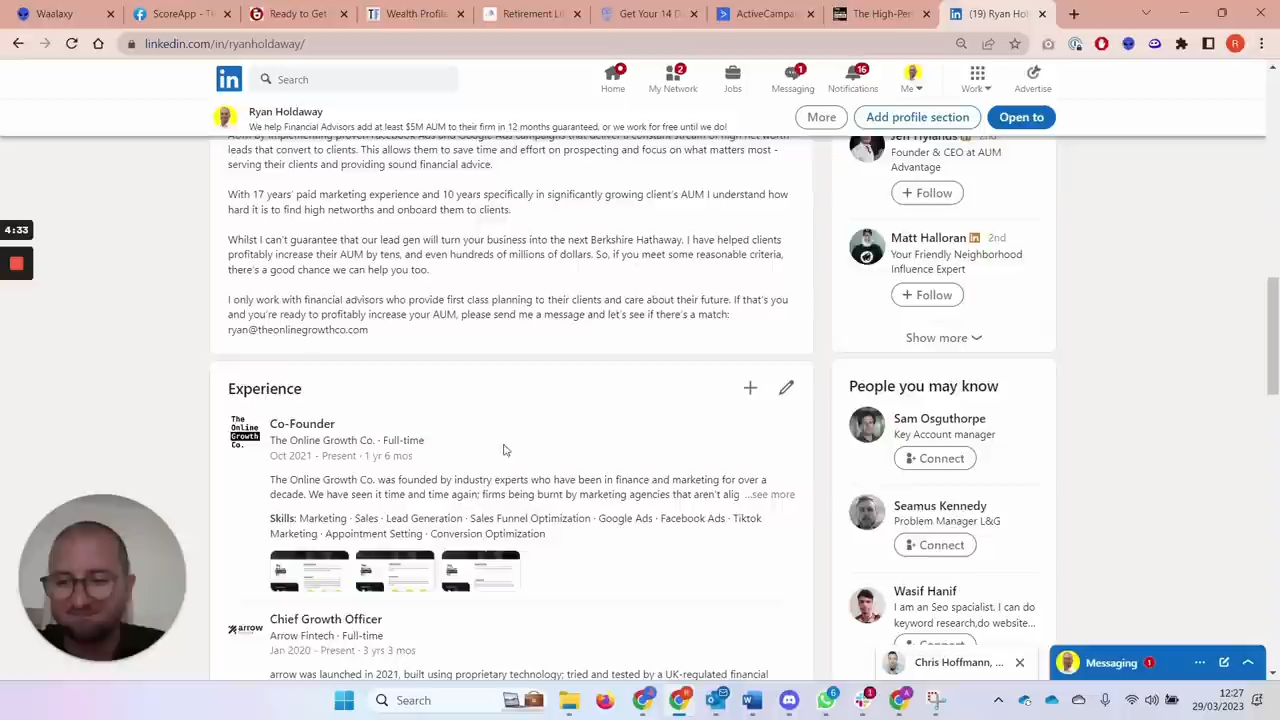 Waalaxy
ScoreApp - Th
Ready to Get
Wealth Profile
Retirement Li
Get Your 14 D
ActiveCampa
The High-Per
(19) Ryan Hol
linkedin.com/in/ryanholdaway/
Search
Home
2
My Network
Jobs
1
Messaging
16
Notifications
Me
Work
Advertise
Ryan Holdaway
We help Financial Advisors add at least $5M AUM to their firm in 12 months guaranteed, or we work for free until we do!
More
Add profile section
Open to
leads that convert to clients. This allows them to save time and effort on prospecting and focus on what matters most -
serving their clients and providing sound financial advice.
With 17 years' paid marketing experience and 10 years specifically in significantly growing client's AUM I understand how
hard it is to find high networths and onboard them to clients.
Whilst I can't guarantee that our lead gen will turn your business into the next Berkshire Hathaway. I have helped clients
profitably increase their AUM by tens, and even hundreds of millions of dollars. So, if you meet some reasonable criteria,
there's a good chance we can help you too.
I only work with financial advisors who provide first class planning to their clients and care about their future. If that's you
and you're ready to profitably increase your AUM, please send me a message and let's see if there's a match:
ryan@theonlinegrowthco.com
Experience
The
Online
Growth
Co.
Co-Founder
The Online Growth Co. · Full-time
Oct 2021 - Present · 1 yr 6 mos
The Online Growth Co. was founded by industry experts who have been in finance and marketing for over a
decade. We have seen it time and time again; firms being burnt by marketing agencies that aren't alig ...see more
Skills: Marketing · Sales · Lead Generation · Sales Funnel Optimization · Google Ads · Facebook Ads · Tiktok
Marketing · Appointment Setting · Conversion Optimization
arrow
Chief Growth Officer
Arrow Fintech · Full-time
Jan 2020 - Present · 3 yrs 3 mos
arrow was launched in 2021, built using proprietary technology; tried and tested by a UK-regulated financial
2nd
Founder & CEO at AUM
Advantage
+ Follow
Matt Halloran 2nd
Your Friendly Neighborhood
Influence Expert
+ Follow
Show more
People you may know
Sam Osguthorpe
Key Account manager
Connect
Seamus Kennedy
Problem Manager L&G
Connect
Wasif Hanif
I am an Seo spacialist. I can do
keyword research,do website...
Connect
Chris Hoffmann, ...
Messaging 1
4:33
Search
6
1
12:27
29/03/2023